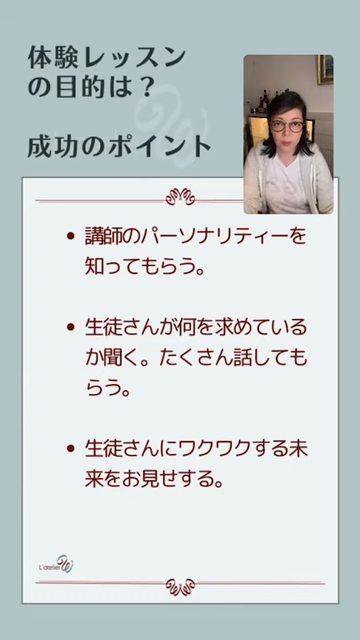 体験レッスン
の目的は？
成功のポイント
• 講師のパーソナリティーを
知ってもらう。
• 生徒さんが何を求めている
か聞く。たくさん話しても
らう。
• 生徒さんにワクワクする未
来をお見せする。
L'atelier W